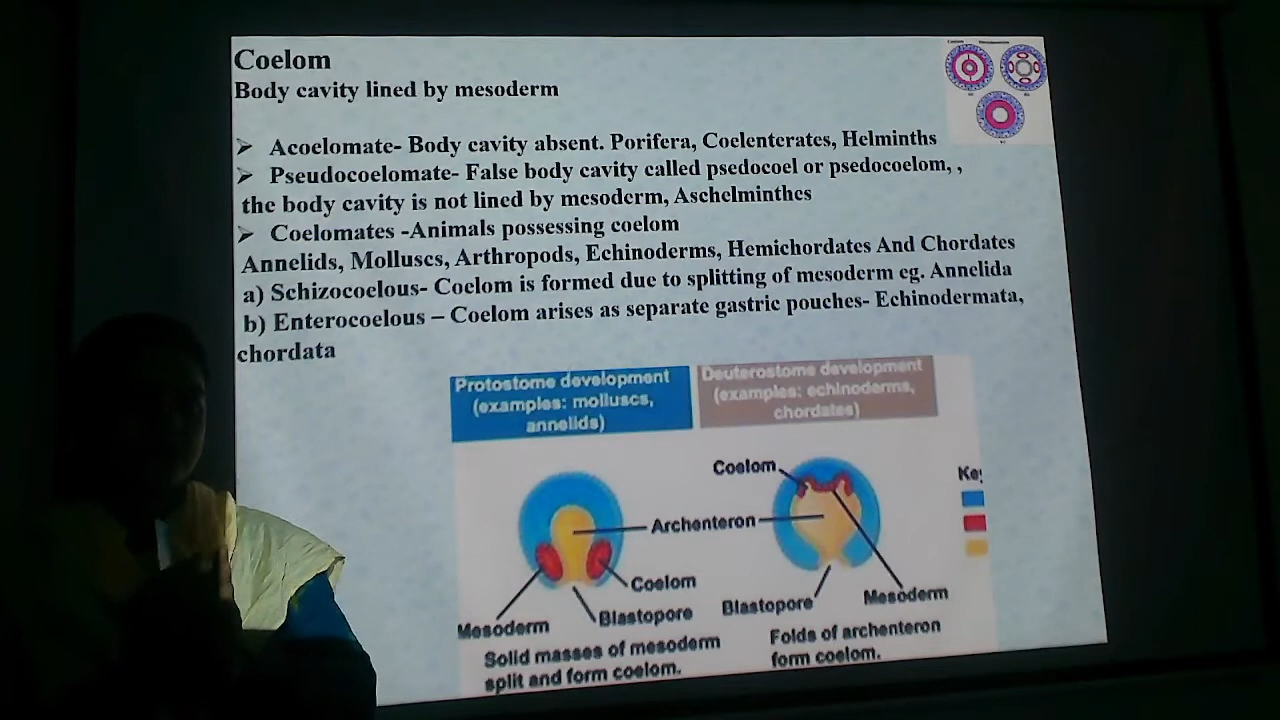 Coelom
Body cavity lined by mesoderm
➢ Acoelomate- Body cavity absent. Porifera, Coelenterates, Helminths
➢ Pseudocoelomate- False body cavity called psedocoel or psedocoelom, ,
the body cavity is not lined by mesoderm, Aschelminthes
➢ Coelomates -Animals possessing coelom
Annelids, Molluscs, Arthropods, Echinoderms, Hemichordates And Chordates
a) Schizocoelous- Coelom is formed due to splitting of mesoderm eg. Annelida
b) Enterocoelous – Coelom arises as separate gastric pouches- Echinodermata,
chordata
Protostome development
(examples: molluscs,
annelids)
Deuterostome development
(examples: echinoderms,
chordates)
Coelom
Key
Archenteron
Coelom
Blastopore
Mesoderm
Blastopore
Mesoderm
Solid masses of mesoderm
split and form coelom.
Folds of archenteron
form coelom.